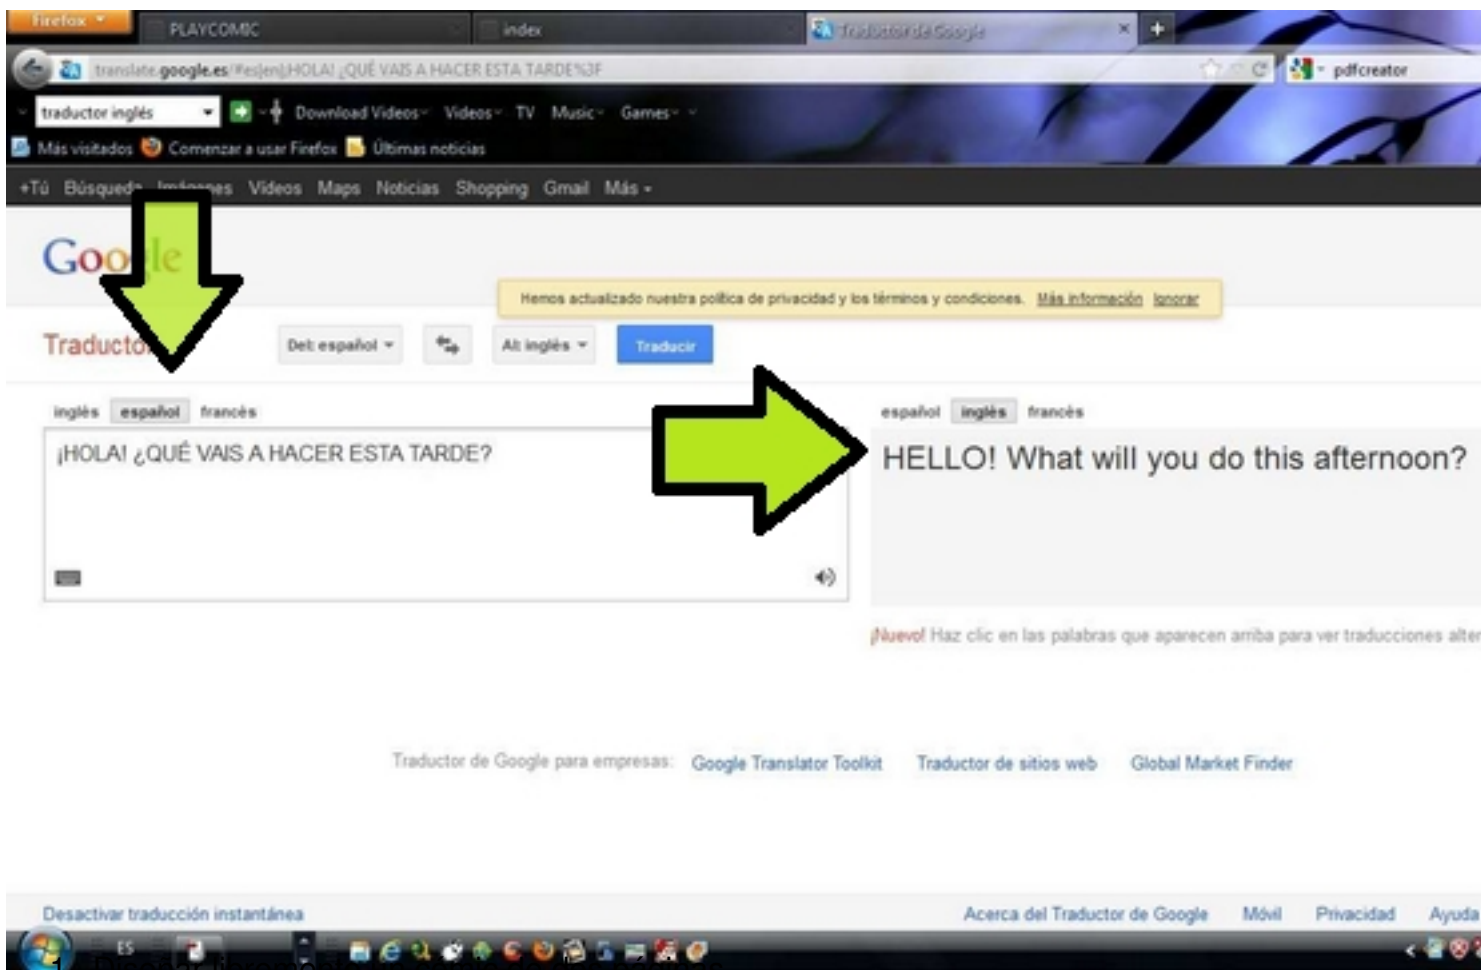 Firefox
PLAYCOMIC
index
Traductor de Google
translate.google.es/#es|en|¡HOLA! ¿QUÉ VAIS A HACER ESTA TARDE%3F
pdfcreator
traductor inglés
Download Videos
Videos
TV
Music
Games
Más visitados
Comenzar a usar Firefox
Últimas noticias
+Tú Búsqueda Imágenes Vídeos Maps Noticias Shopping Gmail Más
Google
Hemos actualizado nuestra política de privacidad y los términos y condiciones. Más información Ignorar
Traductor
Del: español
Al: inglés
Traducir
inglés español francés
español inglés francés
¡HOLA! ¿QUÉ VAIS A HACER ESTA TARDE?
HELLO! What will you do this afternoon?
¡Nuevo! Haz clic en las palabras que aparecen arriba para ver traducciones alter
Traductor de Google para empresas: Google Translator Toolkit Traductor de sitios web Global Market Finder
Desactivar traducción instantánea
Acerca del Traductor de Google Móvil Privacidad Ayuda
ES